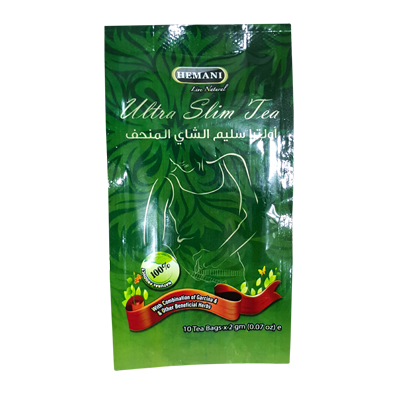 HEMANI
Live Natural
Ultra Slim Tea
أولترا سليم الشاي المنحف
100%
With Combination of Garcinia &
& Other Beneficial Herbs
10 Tea Bags x 2 gm (0.07 oz) e